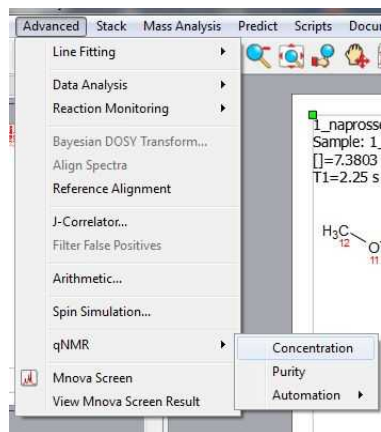 Advanced Stack Mass Analysis Predict Scripts Docu
Line Fitting
Data Analysis
Reaction Monitoring
Bayesian DOSY Transform...
Align Spectra
Reference Alignment
J-Correlator...
Filter False Positives
Arithmetic...
Spin Simulation...
qNMR
Mnova Screen
View Mnova Screen Result
Concentration
Purity
Automation
1_naprosse
Sample: 1_
[]=7.3803
T1=2.25 s
H3C
12
O
11